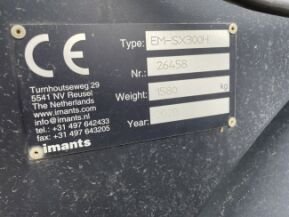 CE
Type: EM-SX300H
Nr.: 26458
Turnhoutseweg 29
5541 NV Reusel
The Netherlands
www.imants.com
info@imants.com
Weight: 1580 kg
tel.: +31 497 642433
fax: +31 497 643205
Year:
imants